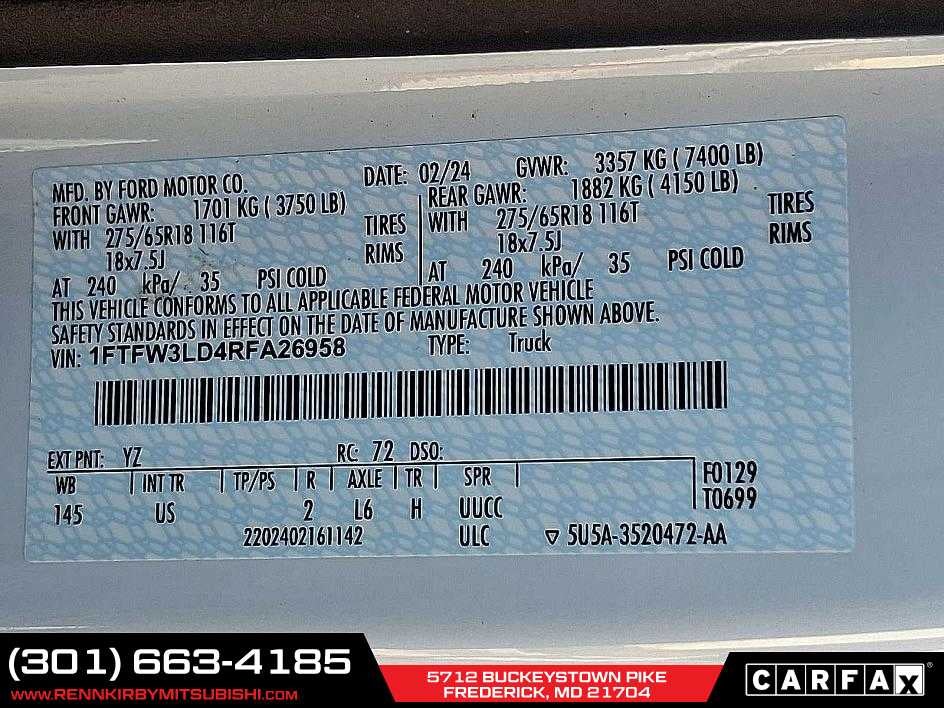 MFD. BY FORD MOTOR CO.
DATE: 02/24 GVWR: 3357 KG ( 7400 LB)
FRONT GAWR: 1701 KG ( 3750 LB)
WITH 275/65R18 116T TIRES
18x7.5J RIMS
AT 240 kPa/ 35 PSI COLD
REAR GAWR: 1882 KG ( 4150 LB)
WITH 275/65R18 116T TIRES
18x7.5J RIMS
AT 240 kPa/ 35 PSI COLD
THIS VEHICLE CONFORMS TO ALL APPLICABLE FEDERAL MOTOR VEHICLE
SAFETY STANDARDS IN EFFECT ON THE DATE OF MANUFACTURE SHOWN ABOVE.
VIN: 1FTFW3LD4RFA26958 TYPE: Truck
EXT PNT: YZ RC: 72 DSO:
WB INT TR TP/PS R AXLE TR SPR
145 US 2 L6 H UUCC
F0129
T0699
2202402161142 ULC ▽ 5U5A-3520472-AA
(301) 663-4185
WWW.RENNKIRBYMITSUBISHI.COM
5712 BUCKEYSTOWN PIKE
FREDERICK, MD 21704
CARFAX